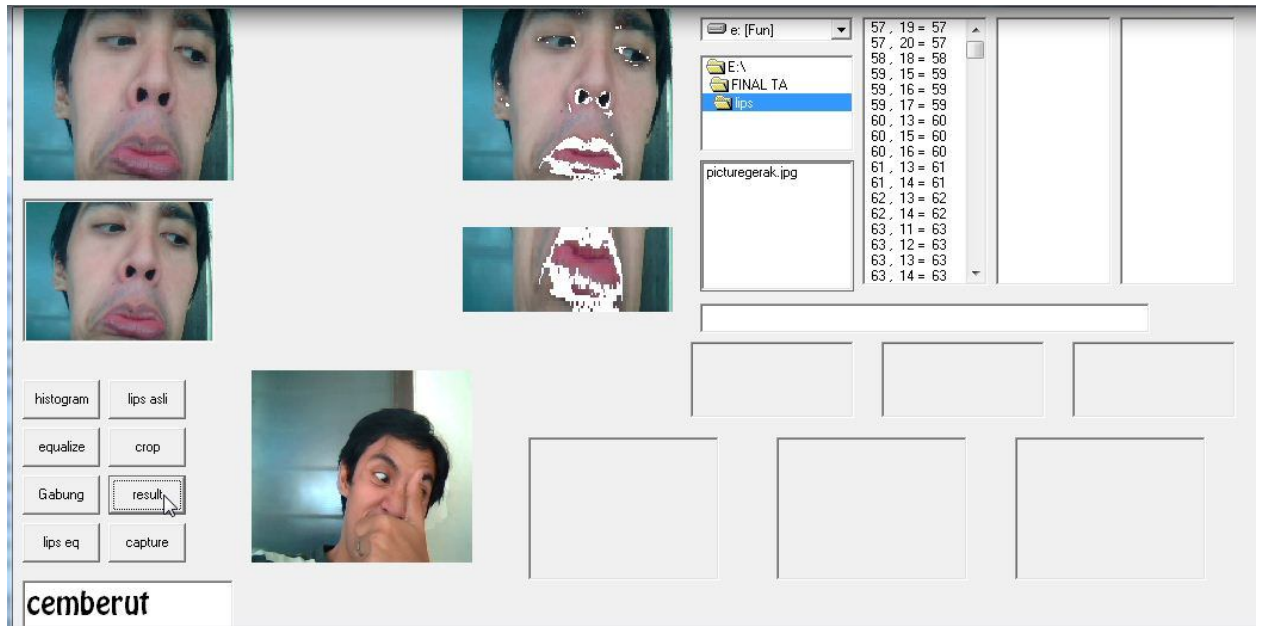 e: [Fun]
E:\
FINAL TA
lips
picturegerak.jpg
57 , 19 = 57
57 , 20 = 57
58 , 18 = 58
59 , 15 = 59
59 , 16 = 59
59 , 17 = 59
60 , 13 = 60
60 , 15 = 60
60 , 16 = 60
61 , 13 = 61
61 , 14 = 61
62 , 13 = 62
62 , 14 = 62
63 , 11 = 63
63 , 12 = 63
63 , 13 = 63
63 , 14 = 63
histogram
lips asli
equalize
crop
Gabung
result
lips eq
capture
cemberut